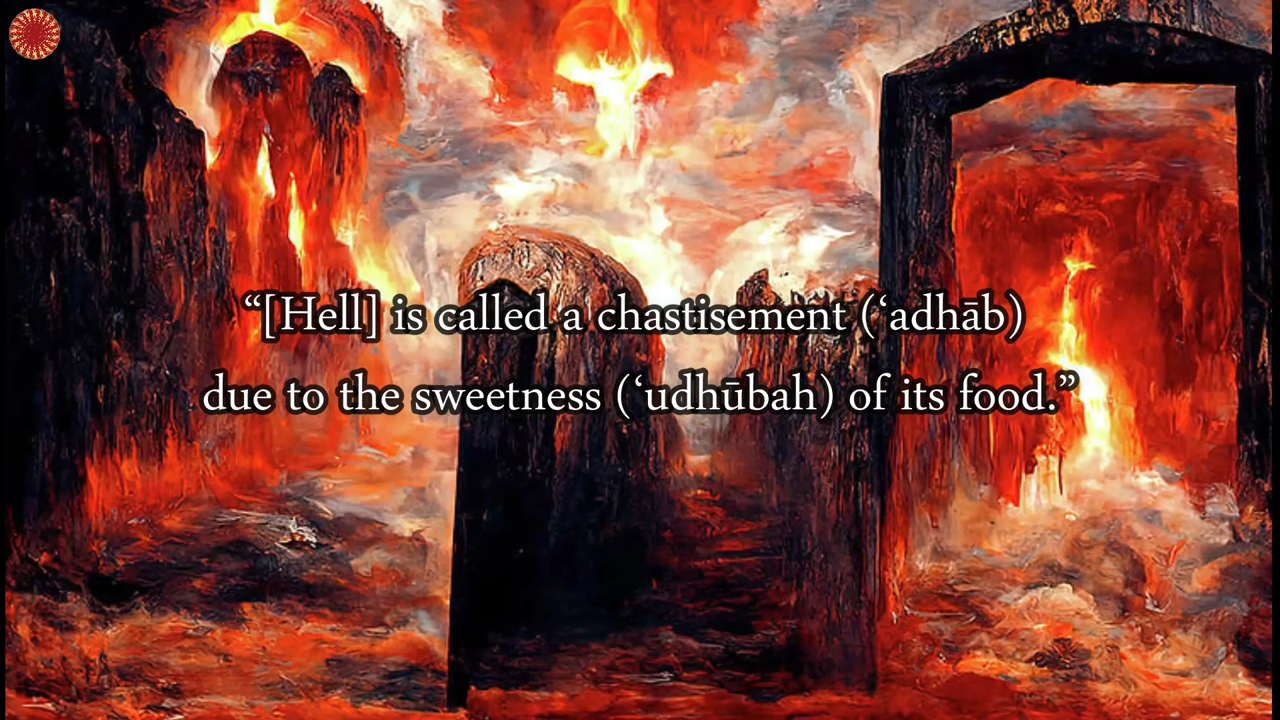 “[Hell] is called a chastisement (‘adhāb)
due to the sweetness (‘udhūbah) of its food.”